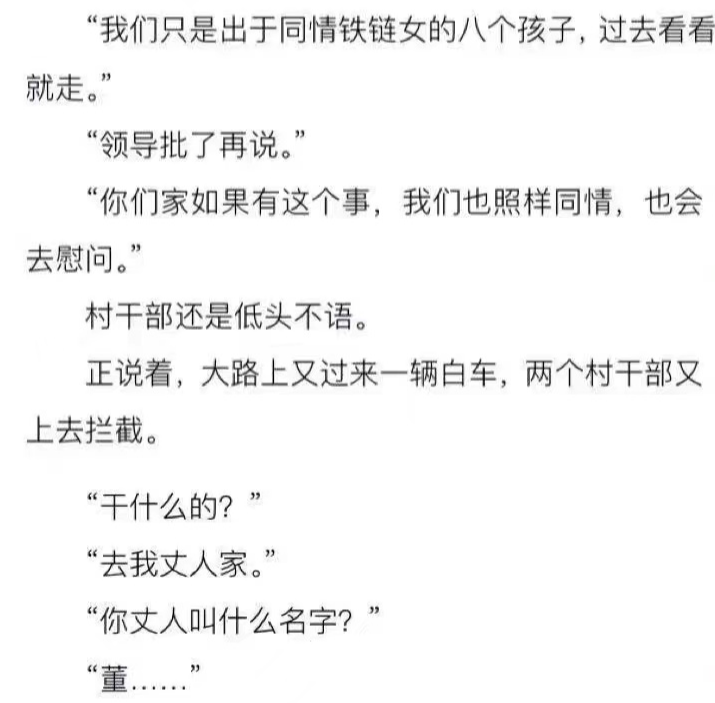 “我们只是出于同情铁链女的八个孩子，过去看看
就走。”
“领导批了再说。”
“你们家如果有这个事，我们也照样同情，也会
去慰问。”
村干部还是低头不语。
正说着，大路上又过来一辆白车，两个村干部又
上去拦截。
“干什么的？”
“去我丈人家。”
“你丈人叫什么名字？”
“董……”